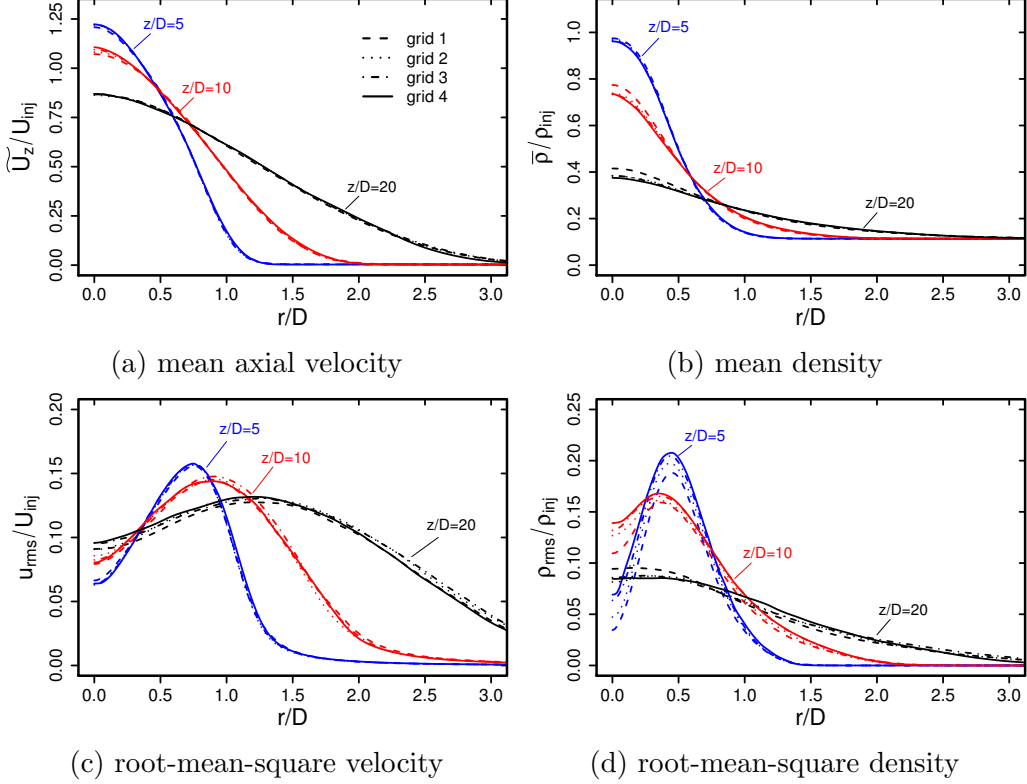 0.00 0.25 0.50 0.75 1.00 1.25
Ũz/Uinj
z/D=5
z/D=10
z/D=20
grid 1
grid 2
grid 3
grid 4
0.0 0.5 1.0 1.5 2.0 2.5 3.0
r/D
(a) mean axial velocity
0.0 0.2 0.4 0.6 0.8 1.0
ρ̅/ρinj
z/D=5
z/D=10
z/D=20
0.0 0.5 1.0 1.5 2.0 2.5 3.0
r/D
(b) mean density
0.00 0.05 0.10 0.15 0.20
urms/Uinj
z/D=5
z/D=10
z/D=20
0.0 0.5 1.0 1.5 2.0 2.5 3.0
r/D
(c) root-mean-square velocity
0.00 0.05 0.10 0.15 0.20 0.25
ρrms/ρinj
z/D=5
z/D=10
z/D=20
0.0 0.5 1.0 1.5 2.0 2.5 3.0
r/D
(d) root-mean-square density